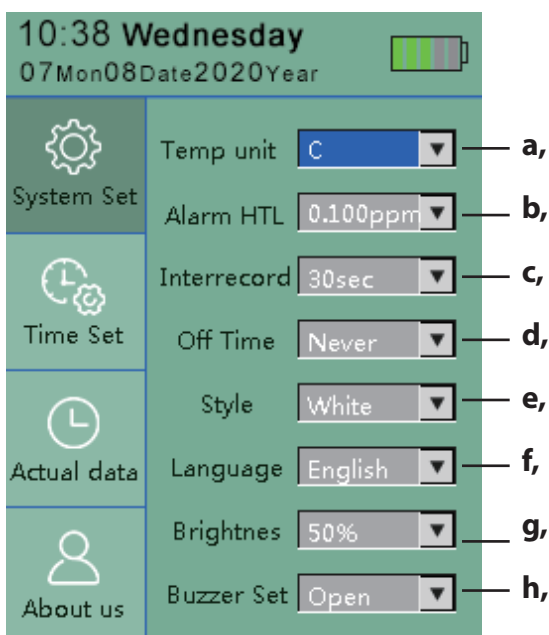 10:38 Wednesday
07Mon08Date2020Year
System Set
Time Set
Actual data
About us
Temp unit C a,
Alarm HTL 0.100ppm b,
Interrecord 30sec c,
Off Time Never d,
Style White e,
Language English f,
Brightnes 50% g,
Buzzer Set Open h,